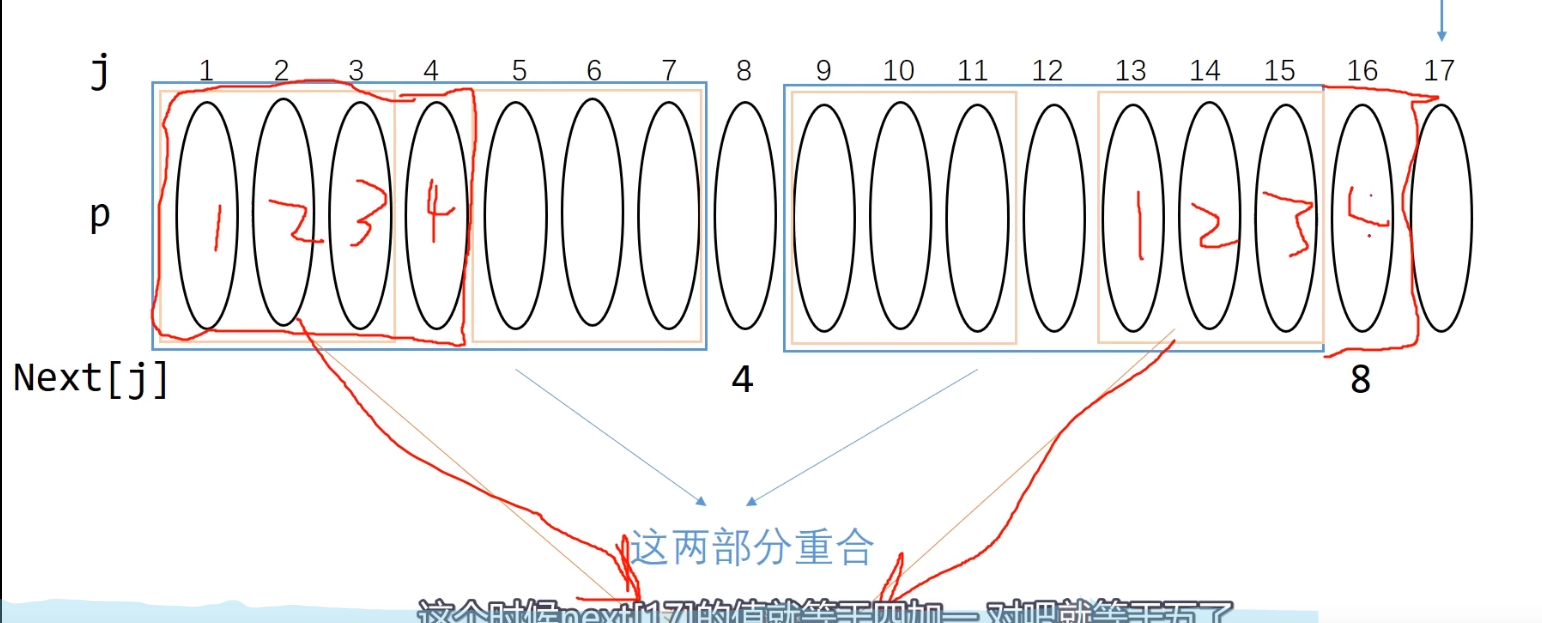 j 1 2 3 4 5 6 7 8 9 10 11 12 13 14 15 16 17
p 1 2 3 4 1 2 3 4
Next[j] 4 8
这两部分重合
这个时候next[17]的值就等于四加一 对吧就等于五了